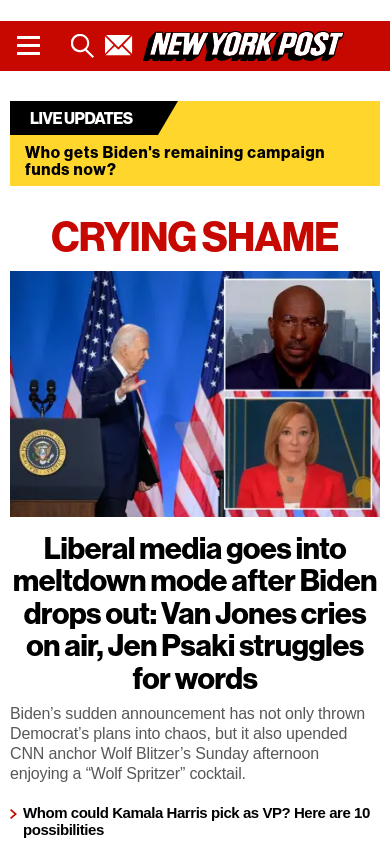 NEW YORK POST
LIVE UPDATES
Who gets Biden's remaining campaign
funds now?
CRYING SHAME
Liberal media goes into
meltdown mode after Biden
drops out: Van Jones cries
on air, Jen Psaki struggles
for words
Biden’s sudden announcement has not only thrown
Democrat’s plans into chaos, but it also upended
CNN anchor Wolf Blitzer’s Sunday afternoon
enjoying a “Wolf Spritzer” cocktail.
Whom could Kamala Harris pick as VP? Here are 10
possibilities